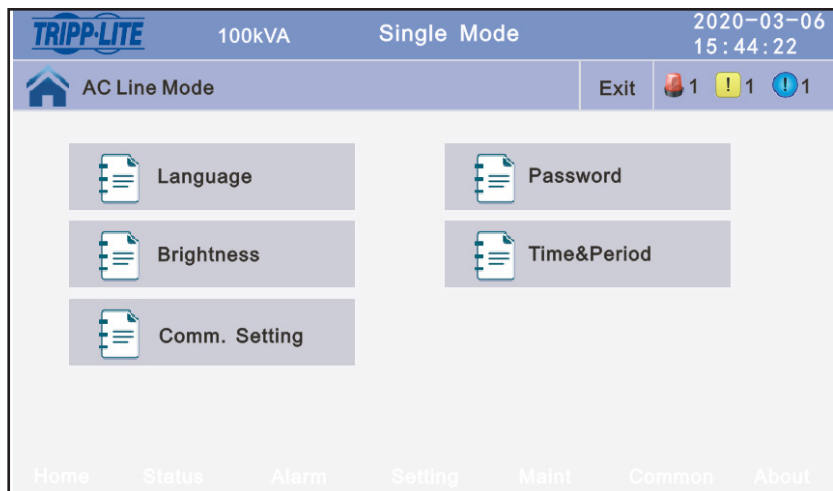 TRIPP·LITE 100kVA Single Mode 2020-03-06
15:44:22
AC Line Mode Exit 1 ! 1 ! 1
Language Password
Brightness Time&Period
Comm. Setting
Home Status Alarm Setting Maint Common About